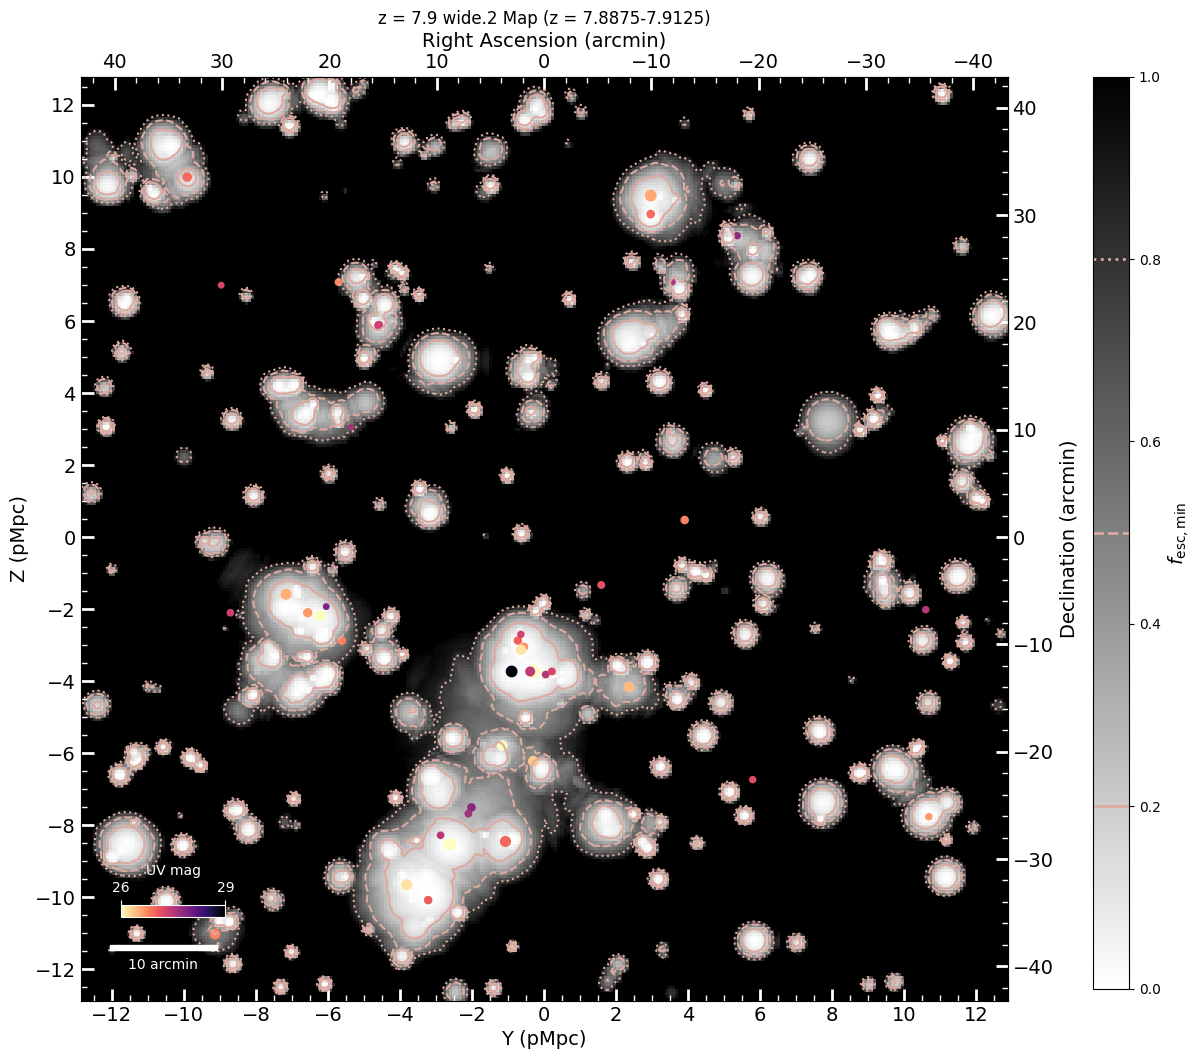 z = 7.9 wide.2 Map (z = 7.8875-7.9125)
Right Ascension (arcmin)
40 30 20 10 0 −10 −20 −30 −40
12 10 8 6 4 2 0 −2 −4 −6 −8 −10 −12
Z (pMpc)
UV mag
26 29
10 arcmin
−12 −10 −8 −6 −4 −2 0 2 4 6 8 10 12
Y (pMpc)
40 30 20 10 0 −10 −20 −30 −40
Declination (arcmin)
1.0
0.8
0.6
0.4
0.2
0.0
fesc, min